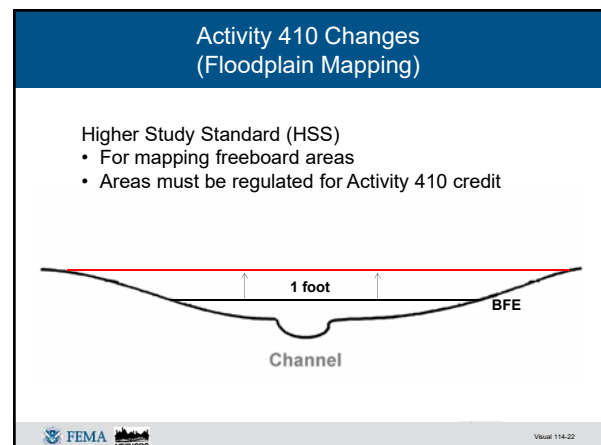 Activity 410 Changes
(Floodplain Mapping)
Higher Study Standard (HSS)
• For mapping freeboard areas
• Areas must be regulated for Activity 410 credit
1 foot
BFE
Channel
FEMA
Visual 114-22